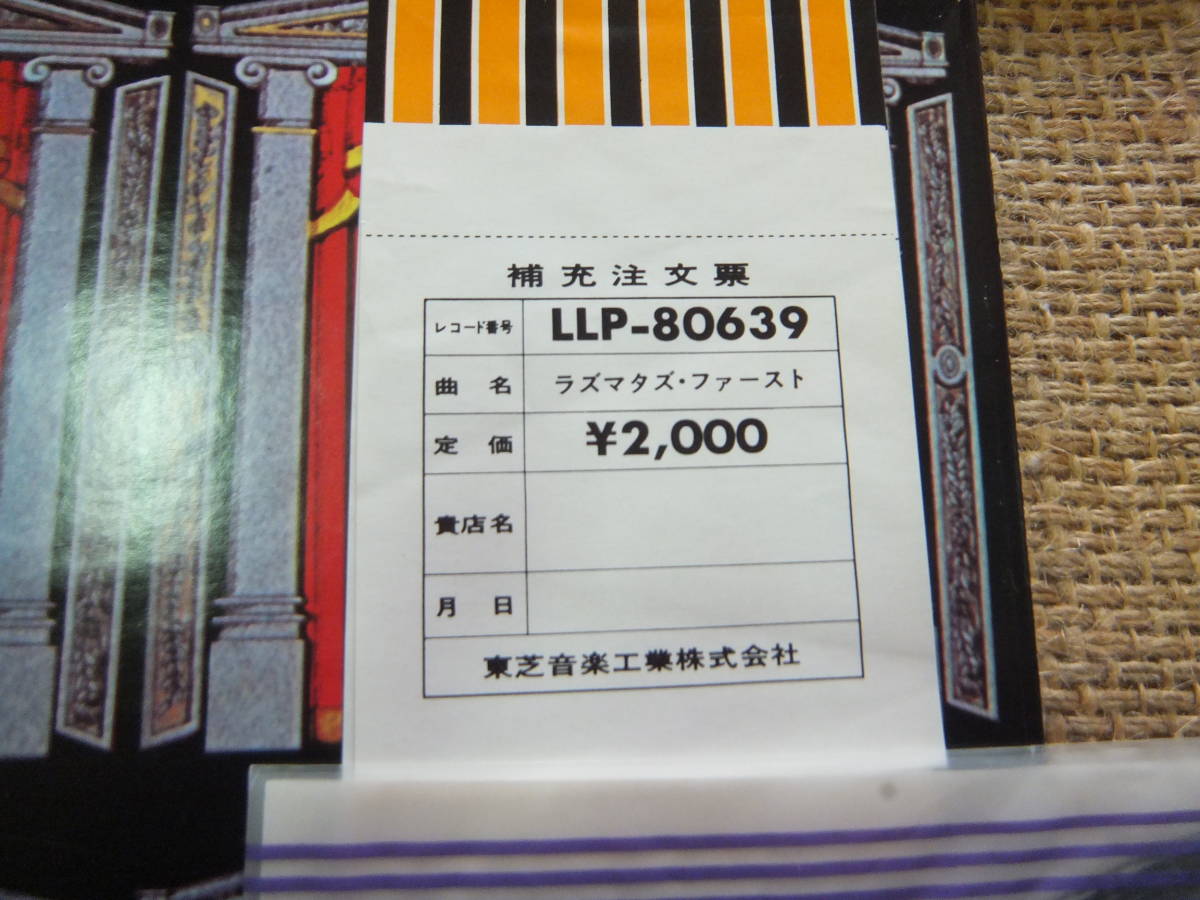 補充注文票
レコード番号 LLP-80639
曲名 ラズマタズ・ファースト
定価 ¥2,000
貴店名
月日
東芝音楽工業株式会社